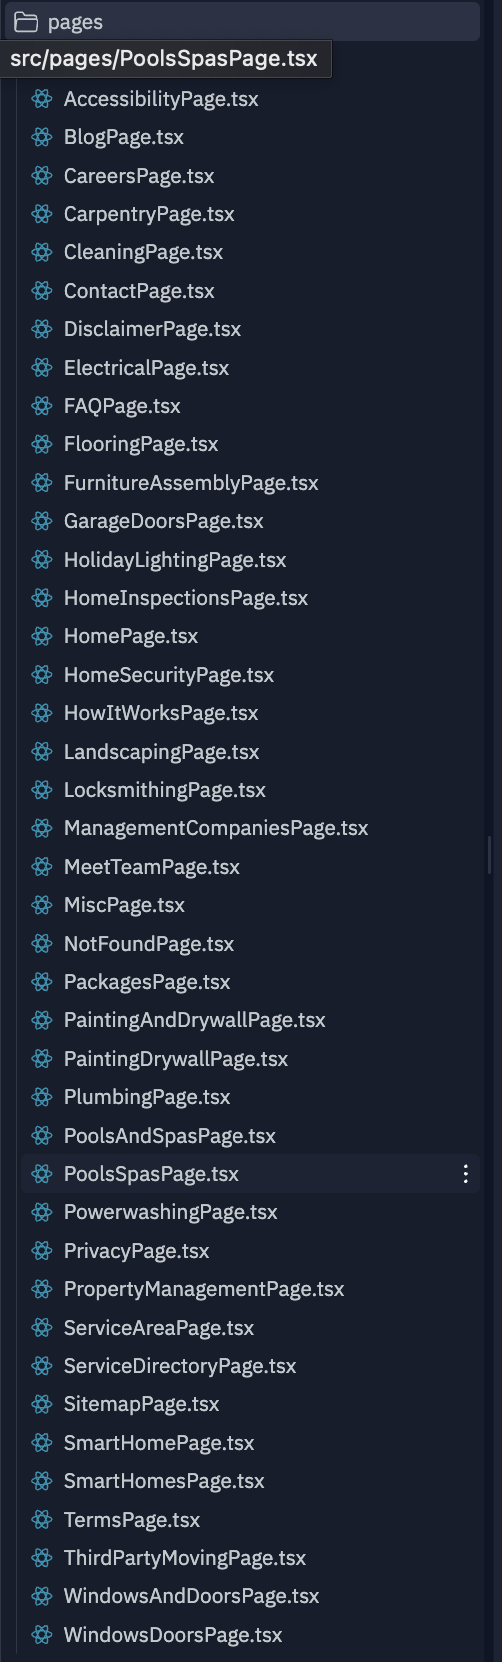 pages
src/pages/PoolsSpasPage.tsx
AccessibilityPage.tsx
BlogPage.tsx
CareersPage.tsx
CarpentryPage.tsx
CleaningPage.tsx
ContactPage.tsx
DisclaimerPage.tsx
ElectricalPage.tsx
FAQPage.tsx
FlooringPage.tsx
FurnitureAssemblyPage.tsx
GarageDoorsPage.tsx
HolidayLightingPage.tsx
HomeInspectionsPage.tsx
HomePage.tsx
HomeSecurityPage.tsx
HowItWorksPage.tsx
LandscapingPage.tsx
LocksmithingPage.tsx
ManagementCompaniesPage.tsx
MeetTeamPage.tsx
MiscPage.tsx
NotFoundPage.tsx
PackagesPage.tsx
PaintingAndDrywallPage.tsx
PaintingDrywallPage.tsx
PlumbingPage.tsx
PoolsAndSpasPage.tsx
PoolsSpasPage.tsx
PowerwashingPage.tsx
PrivacyPage.tsx
PropertyManagementPage.tsx
ServiceAreaPage.tsx
ServiceDirectoryPage.tsx
SitemapPage.tsx
SmartHomePage.tsx
SmartHomesPage.tsx
TermsPage.tsx
ThirdPartyMovingPage.tsx
WindowsAndDoorsPage.tsx
WindowsDoorsPage.tsx